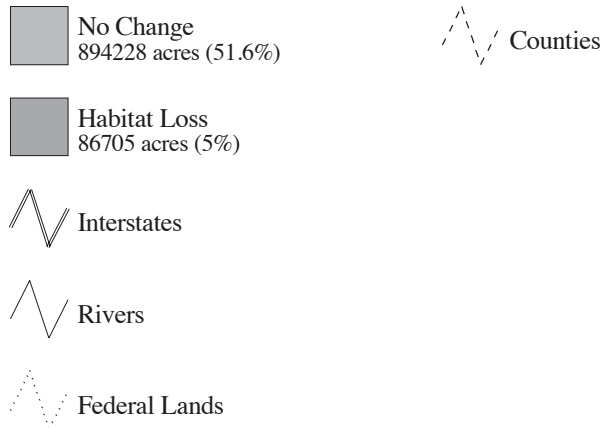 No Change
894228 acres (51.6%)
Habitat Loss
86705 acres (5%)
Interstates
Rivers
Federal Lands
Counties